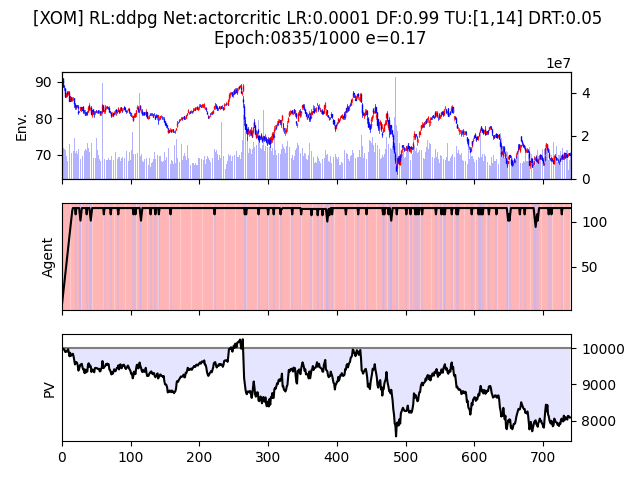 [XOM] RL:ddpg Net:actorcritic LR:0.0001 DF:0.99 TU:[1,14] DRT:0.05
Epoch:0835/1000 e=0.17
1e7
90
80
70
Env.
4
2
0
Agent
100
50
PV
10000
9000
8000
0 100 200 300 400 500 600 700